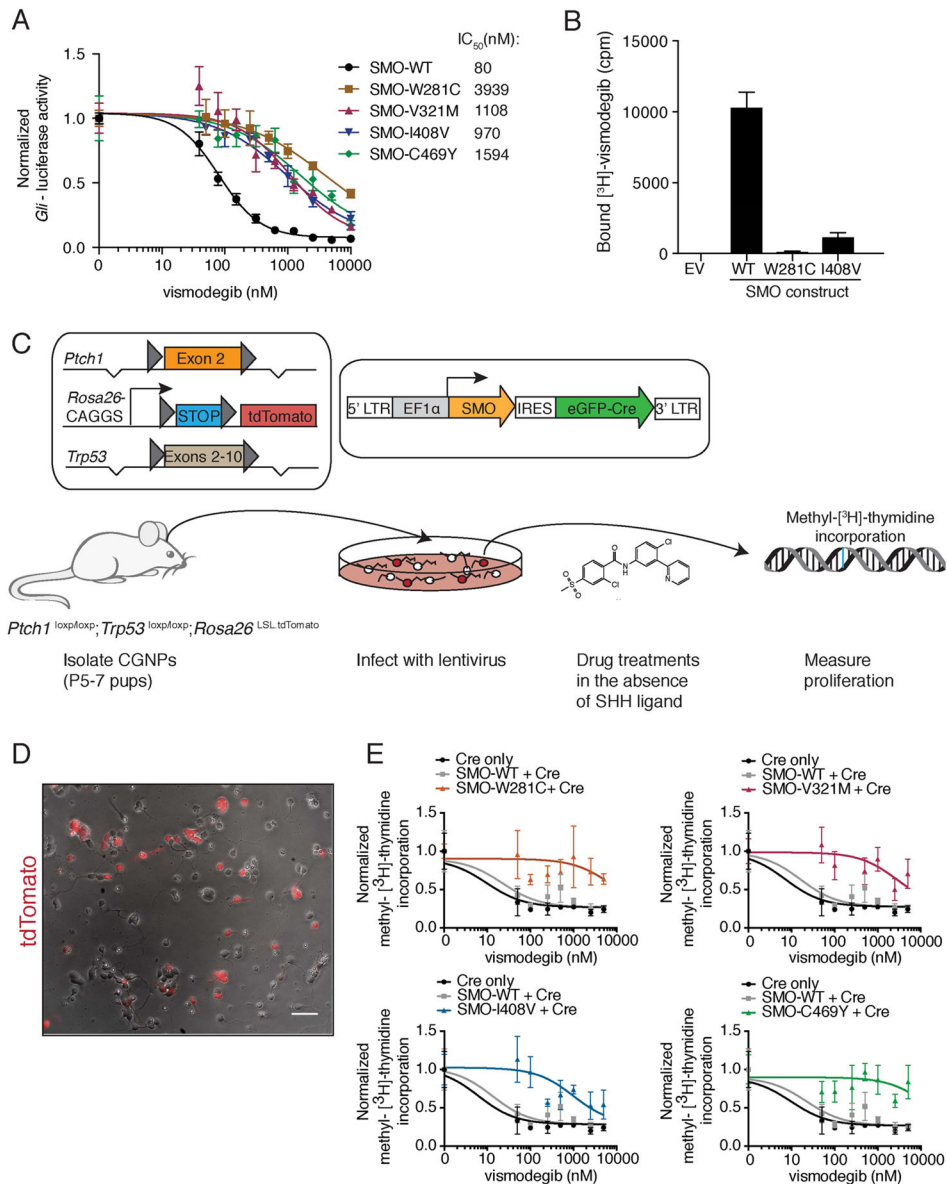 A
IC50(nM):
SMO-WT 80
SMO-W281C 3939
SMO-V321M 1108
SMO-I408V 970
SMO-C469Y 1594
Normalized
Gli - luciferase activity
1.5
1.0
0.5
0.0
0 100 1000 10000
vismodegib (nM)
B
Bound [³H]-vismodegib (cpm)
15000
10000
5000
0
EV WT W281C I408V
SMO construct
C
Ptch1 Exon 2
Rosa26-
CAGGS STOP tdTomato
Trp53 Exons 2-10
5' LTR EF1α SMO IRES eGFP-Cre 3' LTR
Methyl-[³H]-thymidine
incorporation
Cl
O
N
H
Cl
N
O
S
O
Ptch1 loxp/loxp;Trp53 loxp/loxp;Rosa26 LSL.tdTomato
Isolate CGNPs
(P5-7 pups)
Infect with lentivirus
Drug treatments
in the absence
of SHH ligand
Measure
proliferation
D
tdTomato
E
Cre only
SMO-WT + Cre
SMO-W281C+ Cre
Normalized
methyl- [³H]-thymidine
incorporation
1.5
1.0
0.5
0.0
0 10 100 1000 10000
vismodegib (nM)
Cre only
SMO-WT + Cre
SMO-V321M + Cre
Normalized
methyl- [³H]-thymidine
incorporation
1.5
1.0
0.5
0.0
0 10 100 1000 10000
vismodegib (nM)
Cre only
SMO-WT + Cre
SMO-I408V + Cre
Normalized
methyl- [³H]-thymidine
incorporation
1.5
1.0
0.5
0.0
0 10 100 1000 10000
vismodegib (nM)
Cre only
SMO-WT + Cre
SMO-C469Y + Cre
Normalized
methyl- [³H]-thymidine
incorporation
1.5
1.0
0.5
0.0
0 10 100 1000 10000
vismodegib (nM)